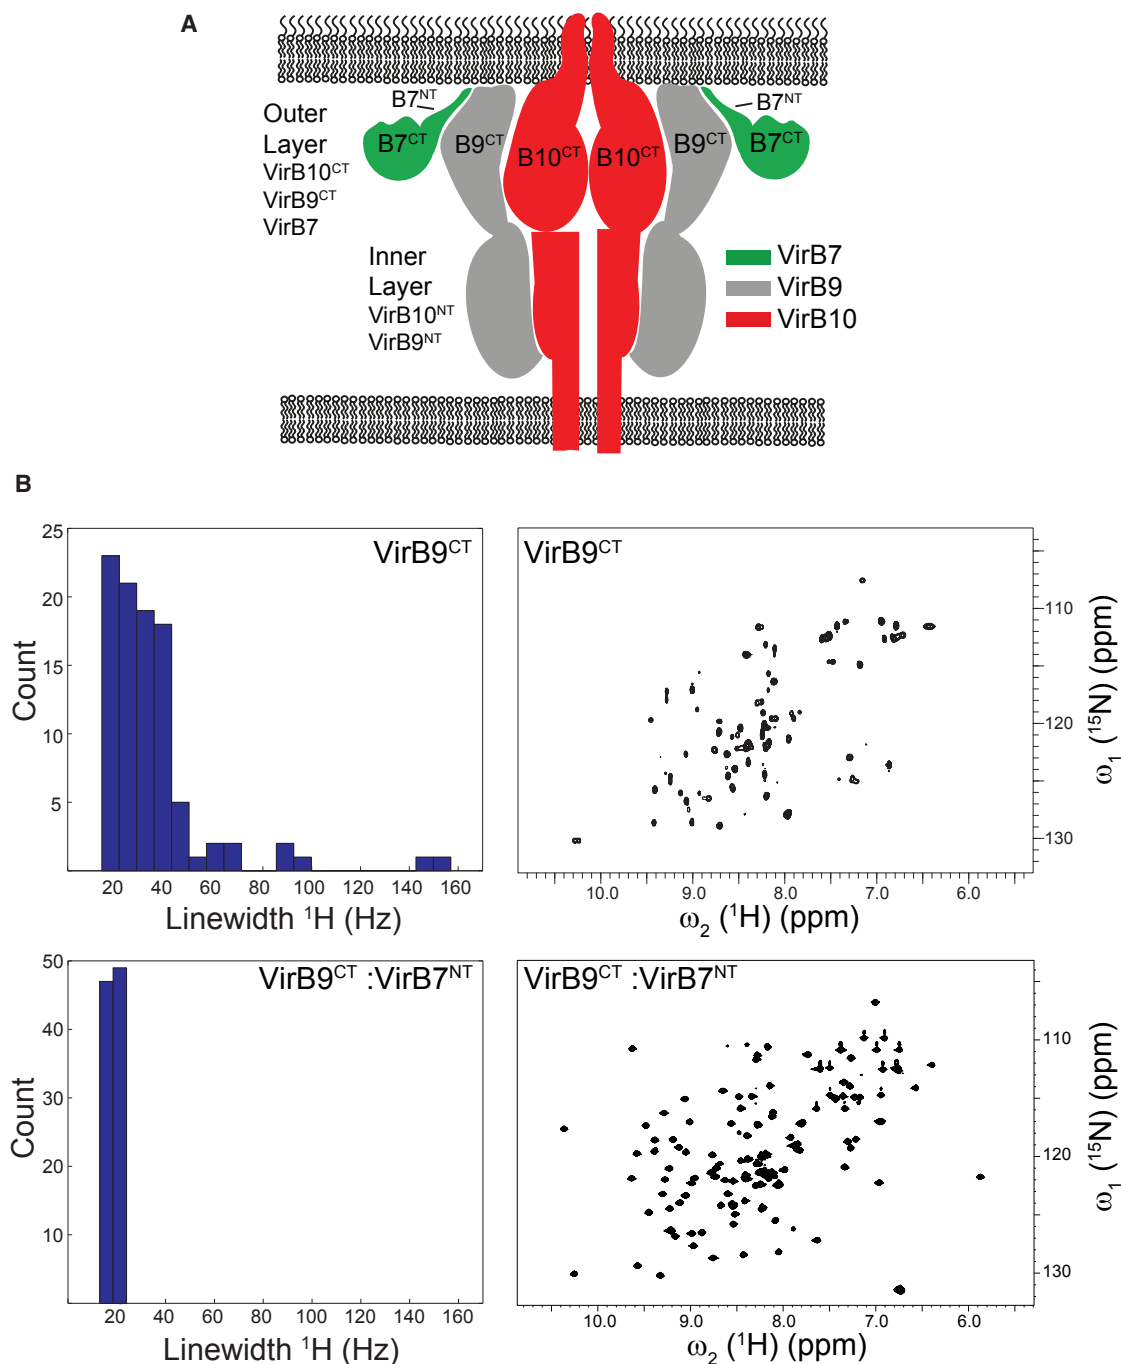 A
B7NT
B7NT
Outer
Layer
VirB10CT
VirB9CT
VirB7
B7CT
B9CT
B10CT
B10CT
B9CT
B7CT
Inner
Layer
VirB10NT
VirB9NT
VirB7
VirB9
VirB10
B
VirB9CT
25
20
15
10
5
Count
20 40 60 80 100 120 140 160
Linewidth 1H (Hz)
VirB9CT
110
120
130
ω1 (15N) (ppm)
10.0 9.0 8.0 7.0 6.0
ω2 (1H) (ppm)
VirB9CT :VirB7NT
50
40
30
20
10
Count
20 40 60 80 100 120 140 160
Linewidth 1H (Hz)
VirB9CT :VirB7NT
110
120
130
ω1 (15N) (ppm)
10.0 9.0 8.0 7.0 6.0
ω2 (1H) (ppm)